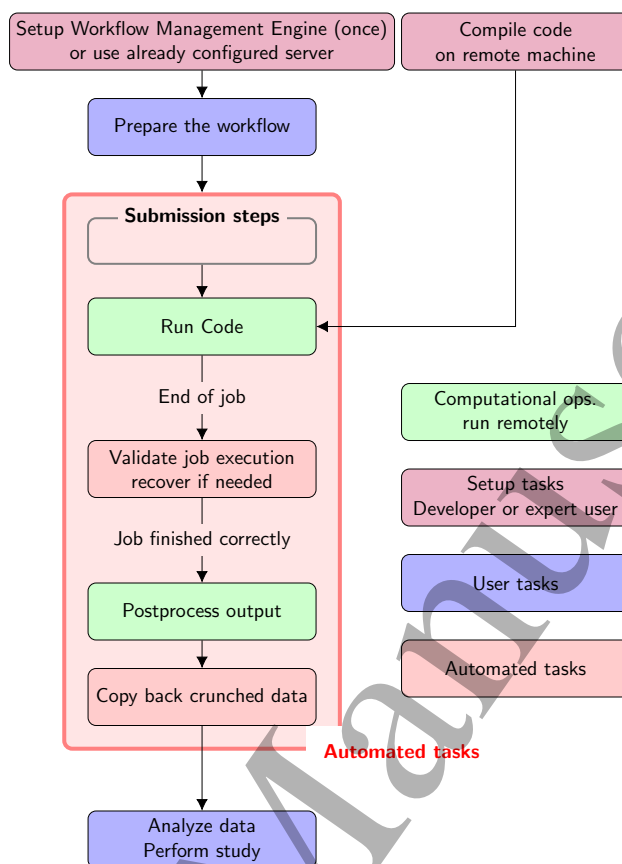 Setup Workflow Management Engine (once)
or use already configured server
Compile code
on remote machine
Prepare the workflow
Submission steps
Run Code
End of job
Validate job execution
recover if needed
Job finished correctly
Postprocess output
Copy back crunched data
Automated tasks
Analyze data
Perform study
Computational ops.
run remotely
Setup tasks
Developer or expert user
User tasks
Automated tasks